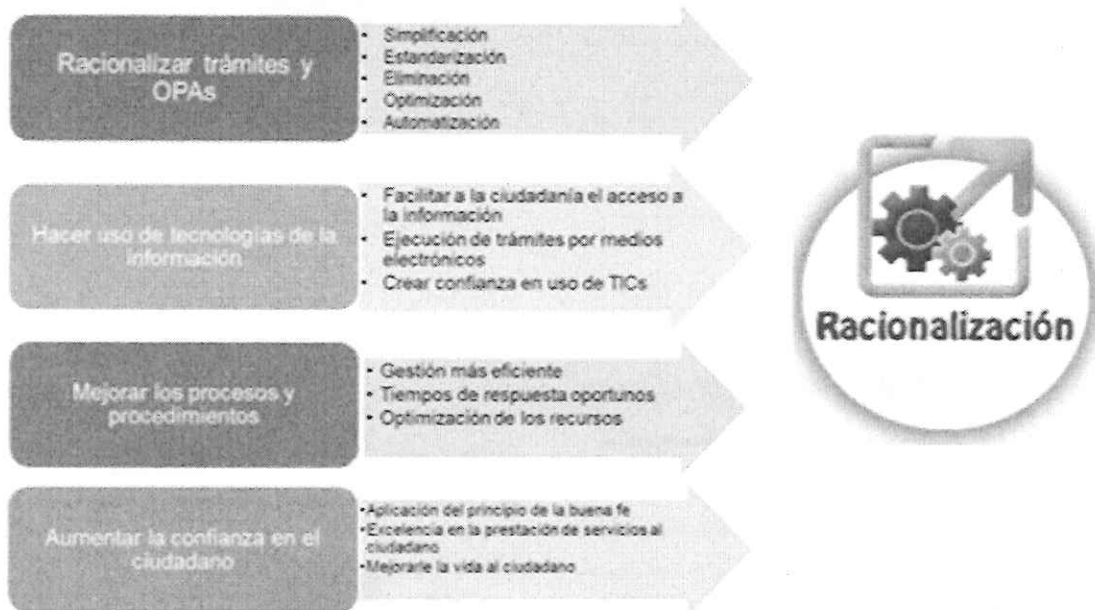 Racionalizar trámites y
OPAs
• Simplificación
• Estandarización
• Eliminación
• Optimización
• Automatización
Hacer uso de tecnologías de la
información
• Facilitar a la ciudadanía el acceso a
la información
• Ejecución de trámites por medios
electrónicos
• Crear confianza en uso de TICs
Mejorar los procesos y
procedimientos
• Gestión más eficiente
• Tiempos de respuesta oportunos
• Optimización de los recursos
Aumentar la confianza en el
ciudadano
•Aplicación del principio de la buena fe
•Excelencia en la prestación de servicios al
ciudadano
•Mejorarle la vida al ciudadano
Racionalización